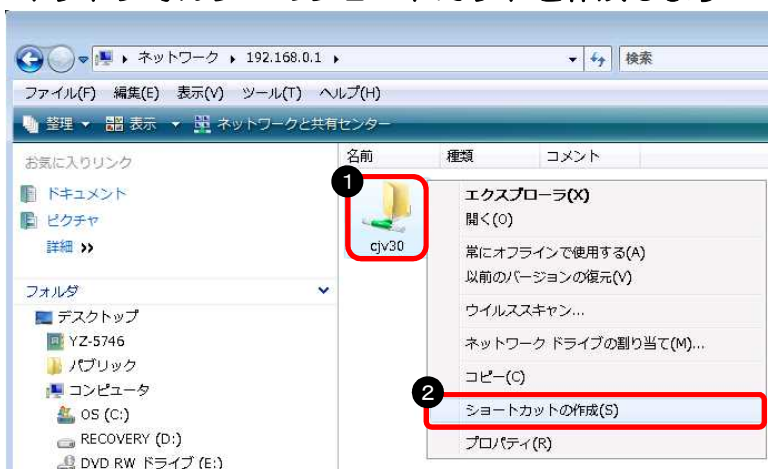 ネットワーク ▸ 192.168.0.1 ▸
検索
ファイル(F) 編集(E) 表示(V) ツール(T) ヘルプ(H)
整理 表示 ネットワークと共有センター
お気に入りリンク
ドキュメント
ピクチャ
詳細 »
フォルダ
デスクトップ
YZ-5746
パブリック
コンピュータ
OS (C:)
RECOVERY (D:)
DVD RW ドライブ (E:)
名前 種類 コメント
1
cjv30
エクスプローラ(X)
開く(O)
常にオフラインで使用する(A)
以前のバージョンの復元(V)
ウイルススキャン...
ネットワーク ドライブの割り当て(M)...
コピー(C)
2
ショートカットの作成(S)
プロパティ(R)